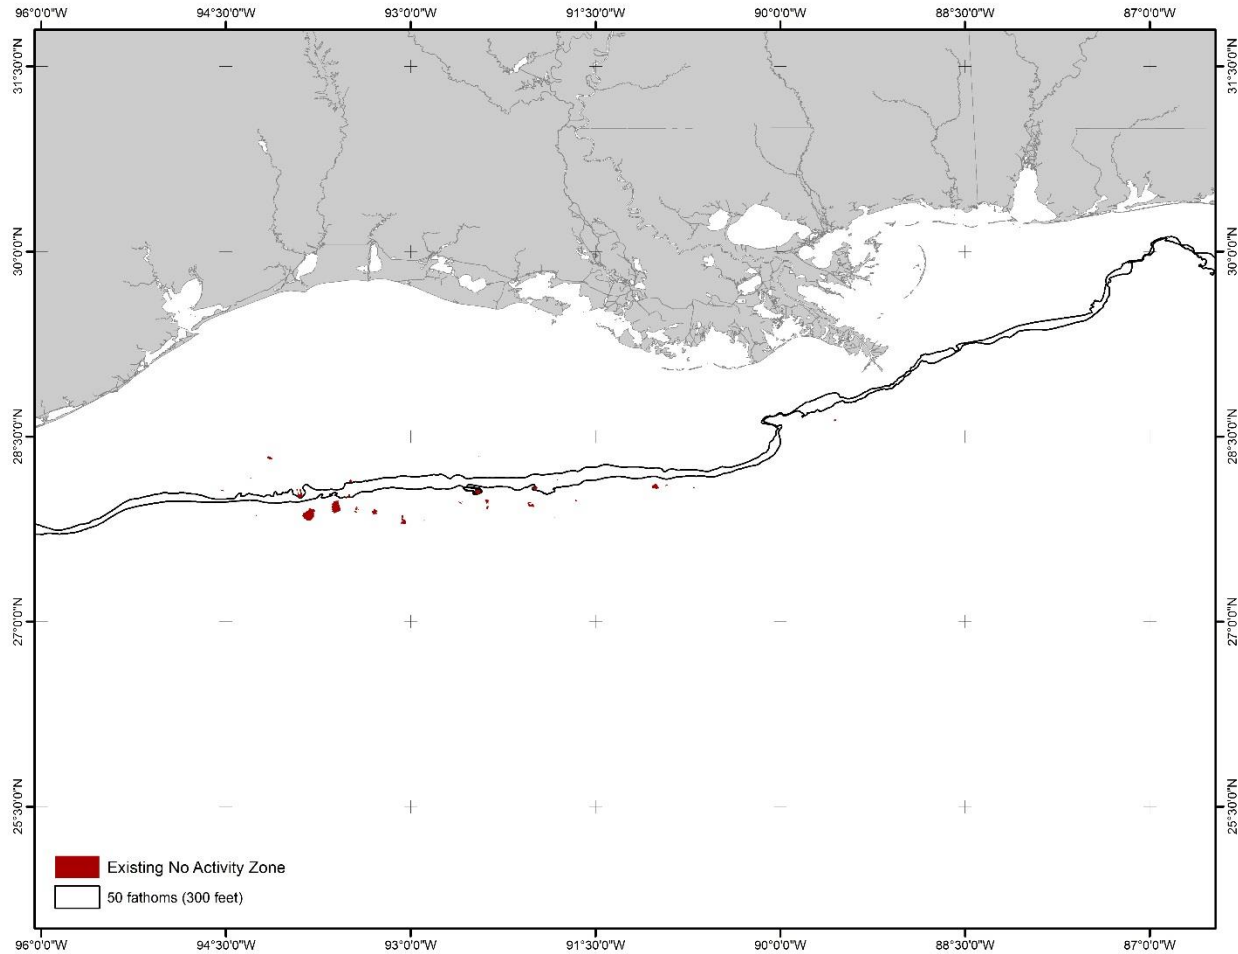 96°0'0"W 94°30'0"W 93°0'0"W 91°30'0"W 90°0'0"W 88°30'0"W 87°0'0"W
31°30'0"N 31°30'0"N
30°0'0"N 30°0'0"N
28°30'0"N 28°30'0"N
27°0'0"N 27°0'0"N
25°30'0"N 25°30'0"N
Existing No Activity Zone
50 fathoms (300 feet)
96°0'0"W 94°30'0"W 93°0'0"W 91°30'0"W 90°0'0"W 88°30'0"W 87°0'0"W